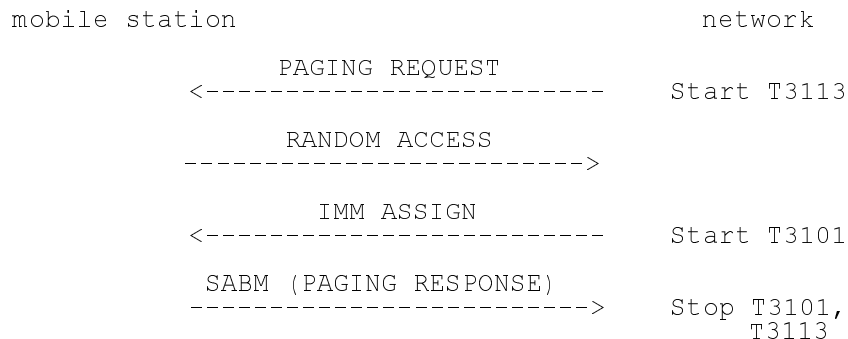 mobile station network
PAGING REQUEST
<------------------------- Start T3113
RANDOM ACCESS
------------------------->
IMM ASSIGN
<------------------------- Start T3101
SABM (PAGING RESPONSE)
-------------------------> Stop T3101,
T3113